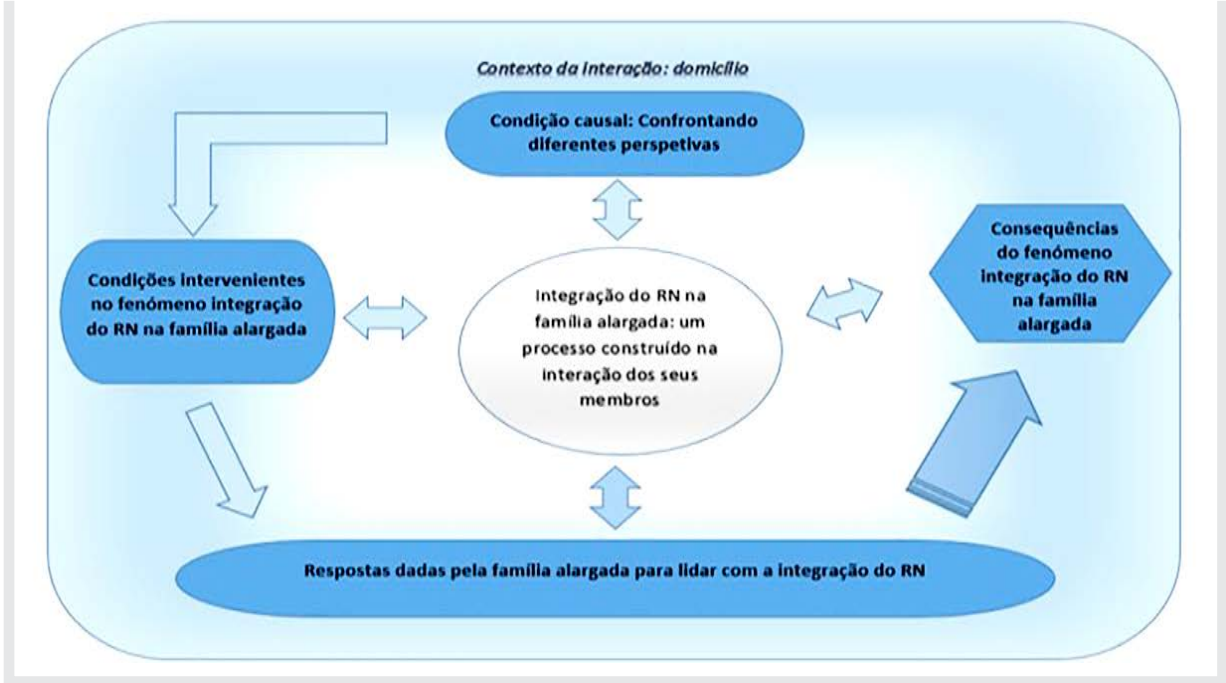 Contexto da Interação: domicílio
Condição causal: Confrontando
diferentes perspetivas
Condições intervenientes
no fenómeno integração
do RN na família alargada
Integração do RN na
família alargada: um
processo construído na
interação dos seus
membros
Consequências
do fenómeno
integração do RN
na família
alargada
Respostas dadas pela família alargada para lidar com a integração do RN